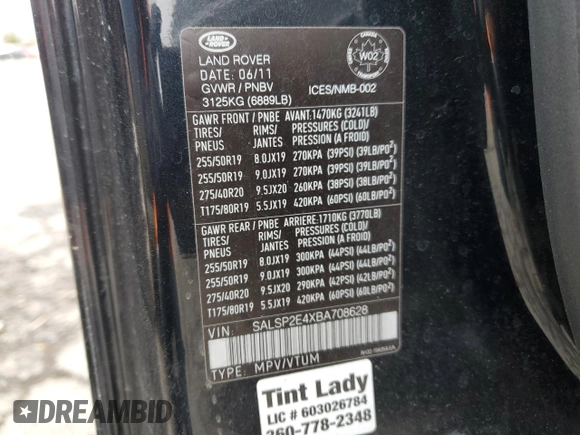 LAND-
-ROVER
LAND ROVER
DATE: 06/11
GVWR / PNBV
3125KG (6889LB)
CANADA
W02
TRANSPORT
ICES/NMB-002
GAWR FRONT / PNBE AVANT:1470KG (3241LB)
TIRES/ RIMS/ PRESSURES (COLD)/
PNEUS JANTES PRESSION (A FROID)
255/50R19 8.0JX19 270KPA (39PSI) (39LB/PO²)
255/50R19 9.0JX19 270KPA (39PSI) (39LB/PO²)
275/40R20 9.5JX20 260KPA (38PSI) (38LB/PO²)
T175/80R19 5.5JX19 420KPA (60PSI) (60LB/PO²)
GAWR REAR / PNBE ARRIERE:1710KG (3770LB)
TIRES/ RIMS/ PRESSURES (COLD)/
PNEUS JANTES PRESSION (A FROID)
255/50R19 8.0JX19 300KPA (44PSI) (44LB/PO²)
255/50R19 9.0JX19 300KPA (44PSI) (44LB/PO²)
275/40R20 9.5JX20 290KPA (42PSI) (42LB/PO²)
T175/80R19 5.5JX19 420KPA (60PSI) (60LB/PO²)
VIN: SALSP2E4XBA708628
TYPE: MPV/VTUM
Tint Lady
LIC # 603026784
360-778-2348
DREAMBID